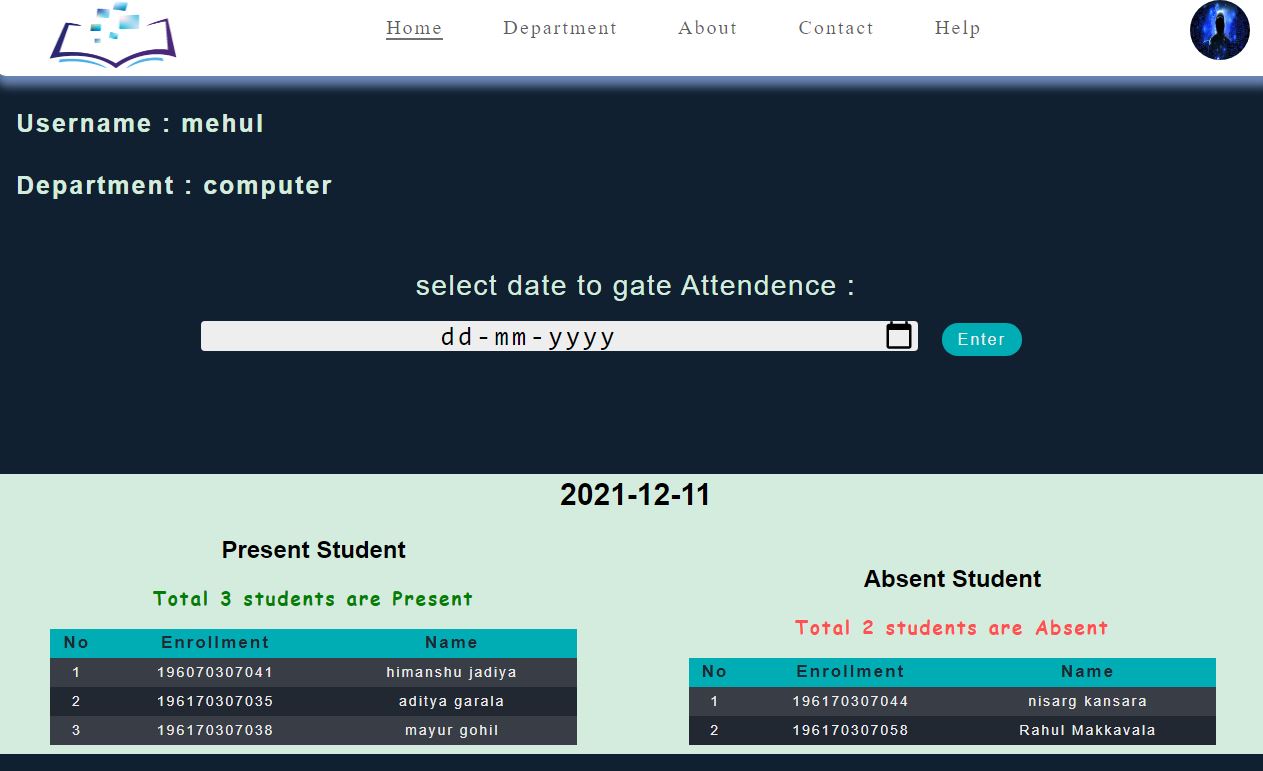 Home Department About Contact Help
Username : mehul
Department : computer
select date to gate Attendence :
dd-mm-yyyy Enter
2021-12-11
Present Student
Total 3 students are Present
No Enrollment Name
1 196070307041 himanshu jadiya
2 196170307035 aditya garala
3 196170307038 mayur gohil
Absent Student
Total 2 students are Absent
No Enrollment Name
1 196170307044 nisarg kansara
2 196170307058 Rahul Makkavala